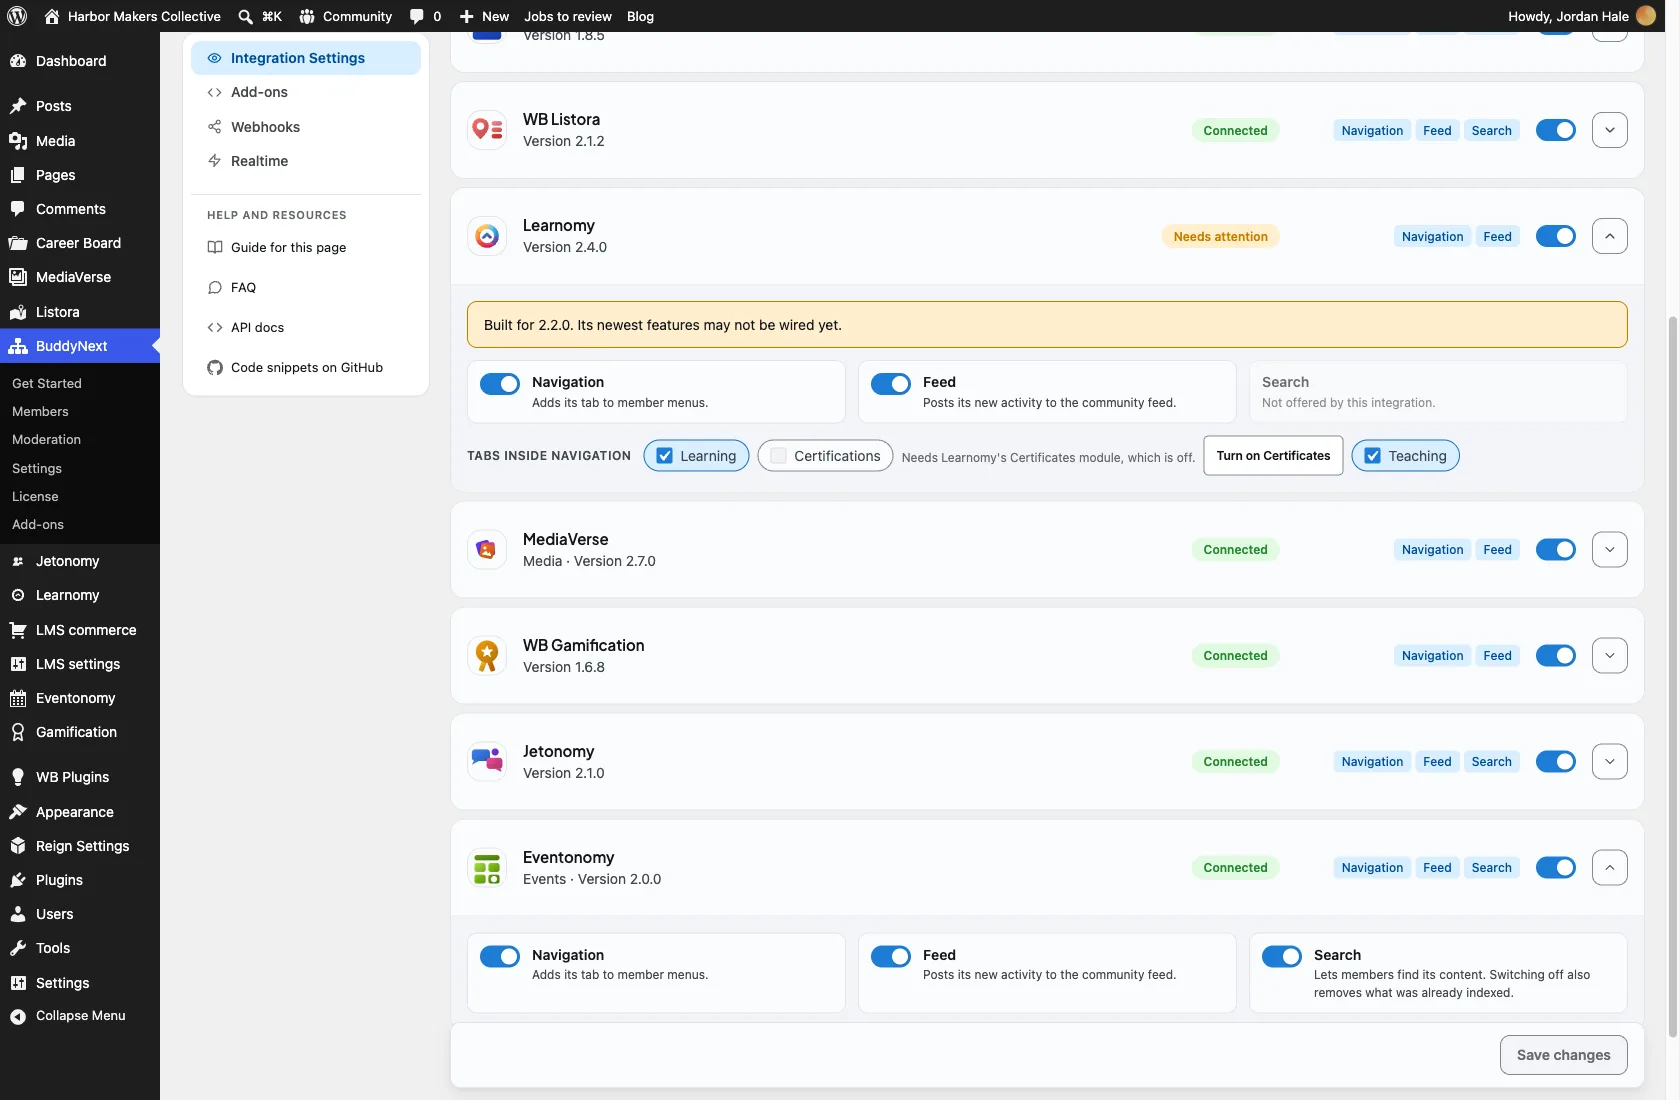 Harbor Makers Collective
⌘K
Community
0
New
Jobs to review
Blog
Howdy, Jordan Hale
Dashboard
Posts
Media
Pages
Comments
Career Board
MediaVerse
Listora
BuddyNext
Get Started
Members
Moderation
Settings
License
Add-ons
Jetonomy
Learnomy
LMS commerce
LMS settings
Eventonomy
Gamification
WB Plugins
Appearance
Reign Settings
Plugins
Users
Tools
Settings
Collapse Menu
Integration Settings
Add-ons
Webhooks
Realtime
HELP AND RESOURCES
Guide for this page
FAQ
API docs
Code snippets on GitHub
Version 1.8.5
WB Listora
Version 2.1.2
Connected
Navigation Feed Search
Learnomy
Version 2.4.0
Needs attention
Navigation Feed
Built for 2.2.0. Its newest features may not be wired yet.
Navigation
Adds its tab to member menus.
Feed
Posts its new activity to the community feed.
Search
Not offered by this integration.
TABS INSIDE NAVIGATION Learning Certifications Needs Learnomy's Certificates module, which is off. Turn on Certificates Teaching
MediaVerse
Media · Version 2.7.0
Connected
Navigation Feed
WB Gamification
Version 1.6.8
Connected
Navigation Feed
Jetonomy
Version 2.1.0
Connected
Navigation Feed Search
Eventonomy
Events · Version 2.0.0
Connected
Navigation Feed Search
Navigation
Adds its tab to member menus.
Feed
Posts its new activity to the community feed.
Search
Lets members find its content. Switching off also
removes what was already indexed.
Save changes